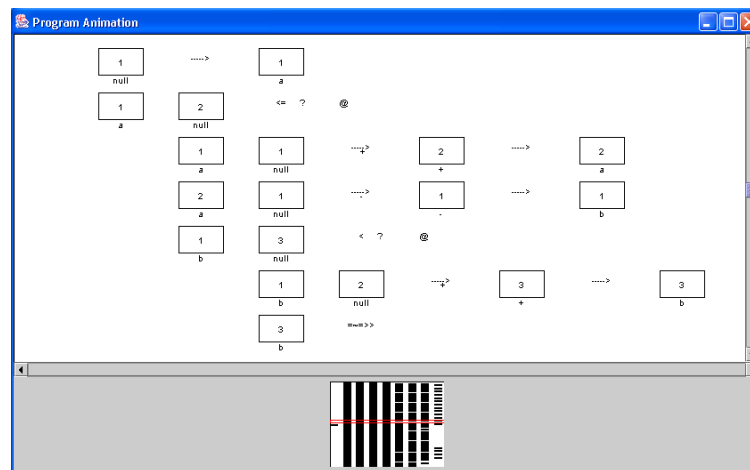 Program Animation
1 -----> 1
null a
1 2 <= ? @
a null
1 1 -----> 2 -----> 2
a null + + a
2 1 -----> 1 -----> 1
a null - - b
1 3 < ? @
b null
1 2 -----> 3 -----> 3
b null + + b
3 =~=>>
b